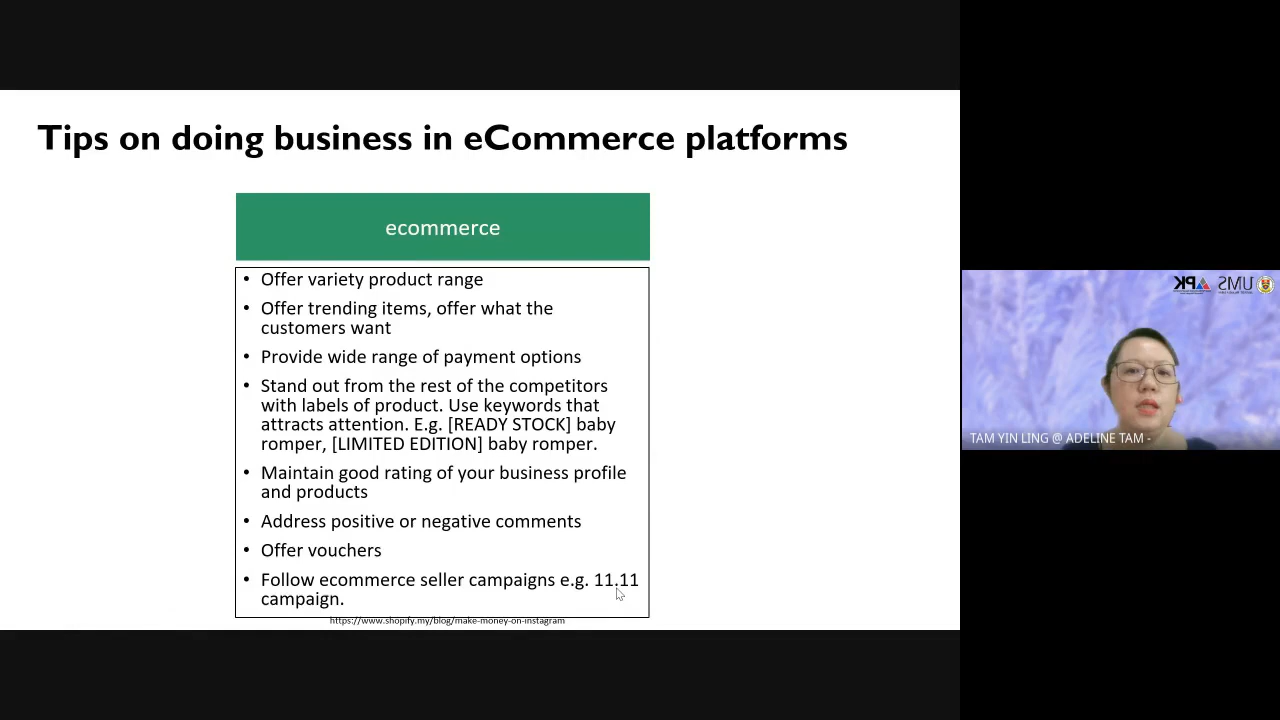 Tips on doing business in eCommerce platforms
ecommerce
• Offer variety product range
• Offer trending items, offer what the
customers want
• Provide wide range of payment options
• Stand out from the rest of the competitors
with labels of product. Use keywords that
attracts attention. E.g. [READY STOCK] baby
romper, [LIMITED EDITION] baby romper.
• Maintain good rating of your business profile
and products
• Address positive or negative comments
• Offer vouchers
• Follow ecommerce seller campaigns e.g. 11.11
campaign.
https://www.shopify.my/blog/make-money-on-instagram
UMS
TAM YIN LING @ ADELINE TAM -